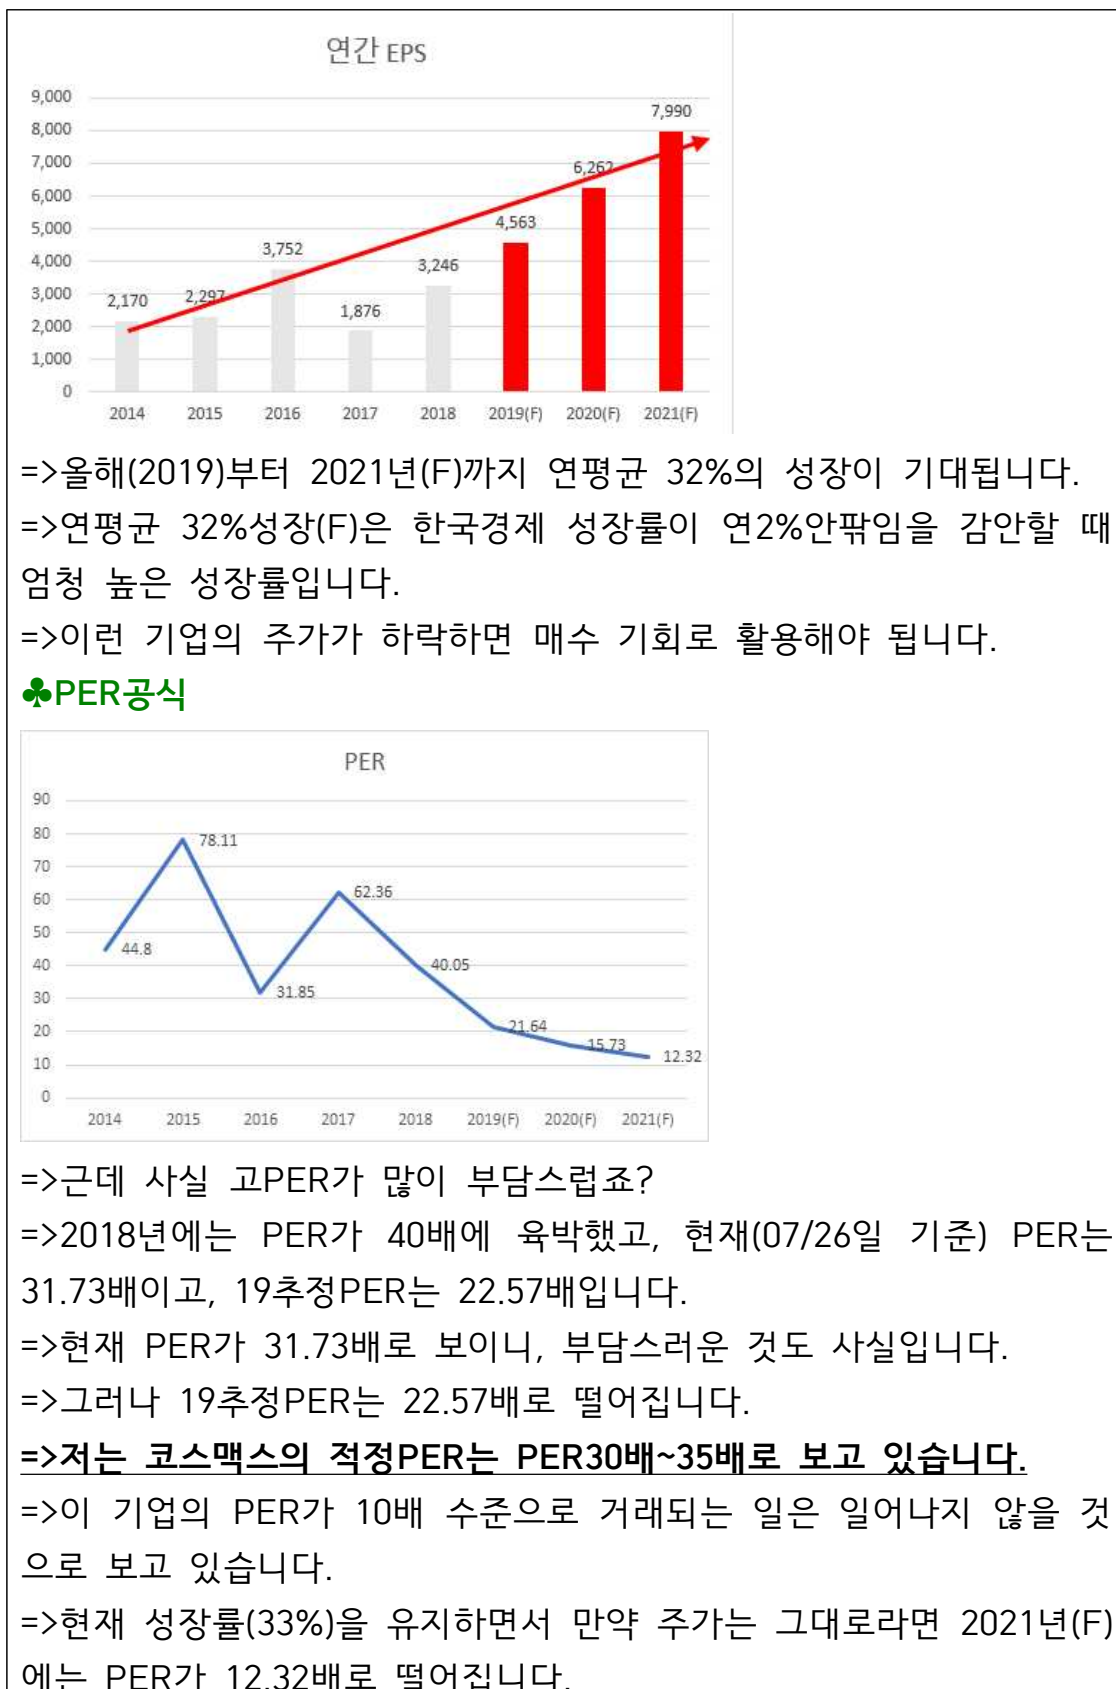 연간 EPS
9,000
8,000
7,000
6,000
5,000
4,000
3,000
2,000
1,000
0
2,170
2,297
3,752
1,876
3,246
4,563
6,262
7,990
2014 2015 2016 2017 2018 2019(F) 2020(F) 2021(F)
=>올해(2019)부터 2021년(F)까지 연평균 32%의 성장이 기대됩니다.
=>연평균 32%성장(F)은 한국경제 성장률이 연2%안팎임을 감안할 때
엄청 높은 성장률입니다.
=>이런 기업의 주가가 하락하면 매수 기회로 활용해야 됩니다.
♣PER공식
PER
90
80
70
60
50
40
30
20
10
0
44.8
78.11
31.85
62.36
40.05
21.64
15.73
12.32
2014 2015 2016 2017 2018 2019(F) 2020(F) 2021(F)
=>근데 사실 고PER가 많이 부담스럽죠?
=>2018년에는 PER가 40배에 육박했고, 현재(07/26일 기준) PER는
31.73배이고, 19추정PER는 22.57배입니다.
=>현재 PER가 31.73배로 보이니, 부담스러운 것도 사실입니다.
=>그러나 19추정PER는 22.57배로 떨어집니다.
=>저는 코스맥스의 적정PER는 PER30배~35배로 보고 있습니다.
=>이 기업의 PER가 10배 수준으로 거래되는 일은 일어나지 않을 것
으로 보고 있습니다.
=>현재 성장률(33%)을 유지하면서 만약 주가는 그대로라면 2021년(F)
에는 PER가 12.32배로 떨어집니다.